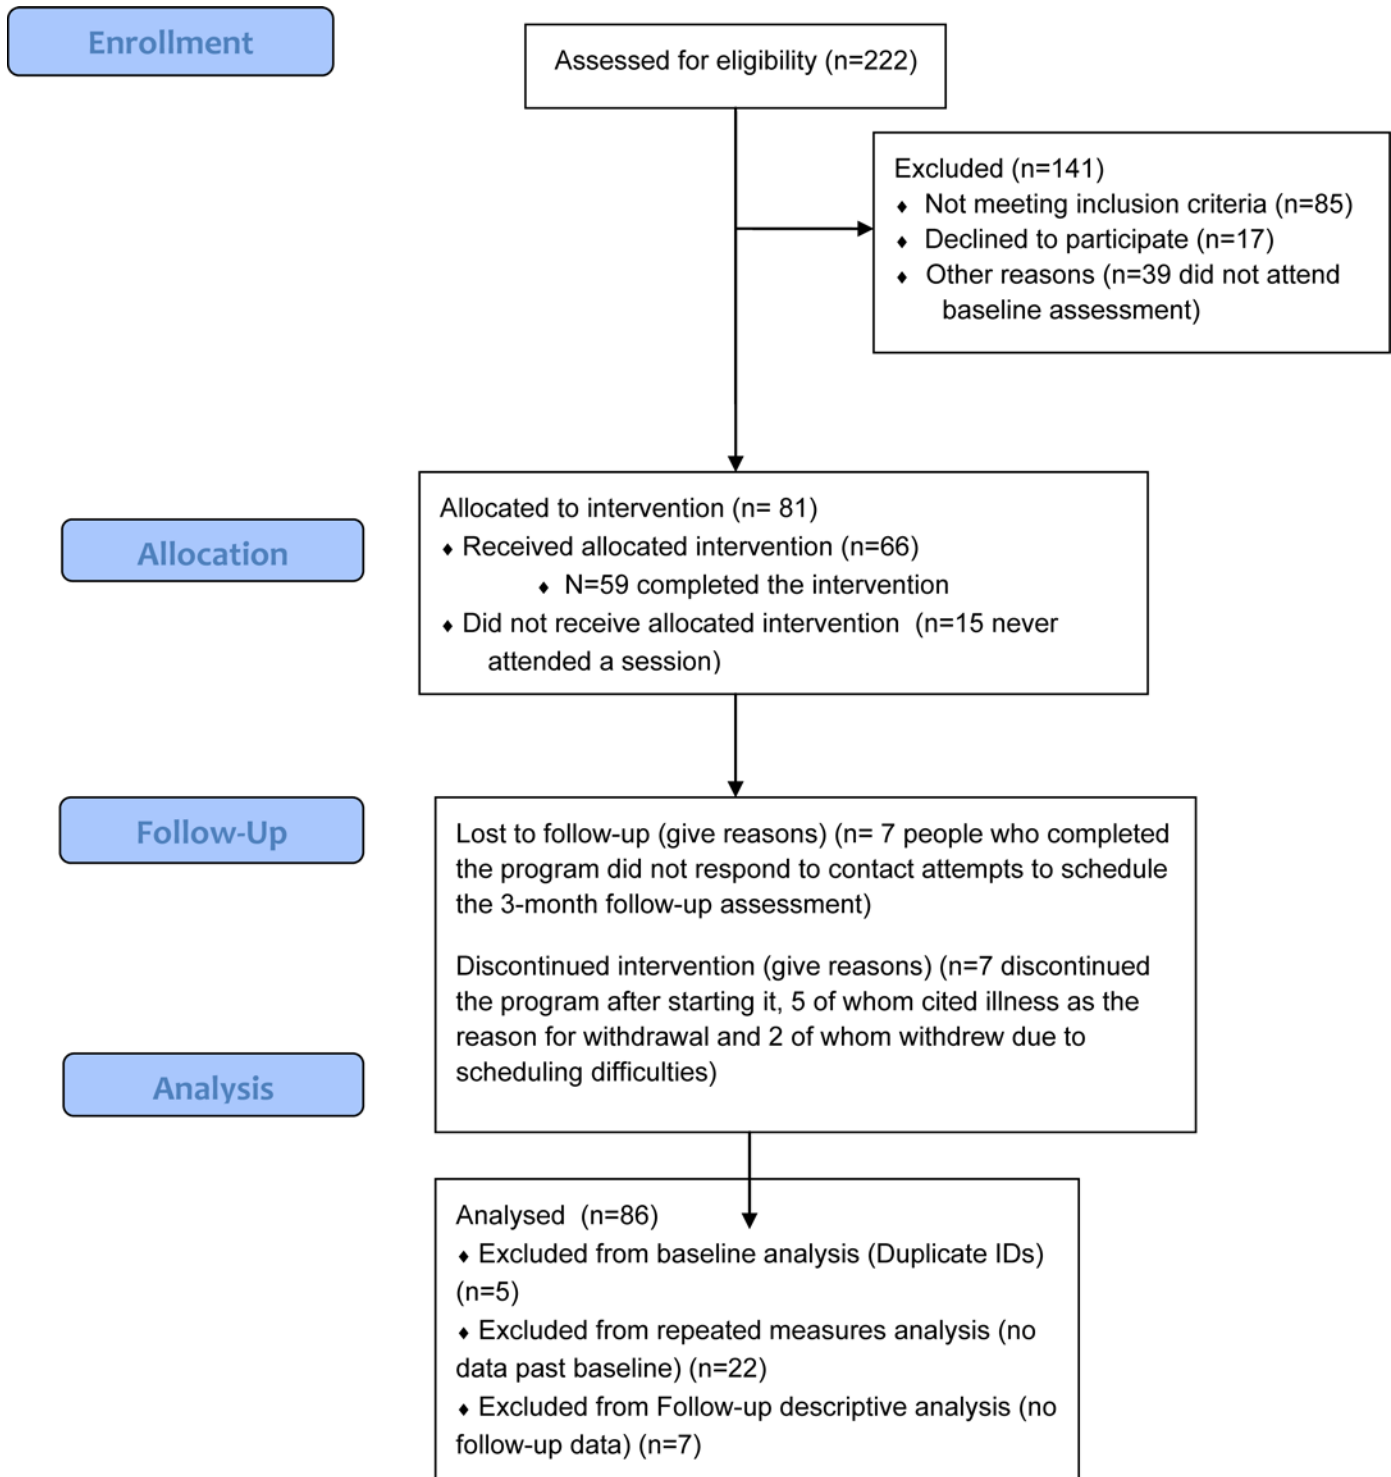 Enrollment
Assessed for eligibility (n=222)
Excluded (n=141)
♦ Not meeting inclusion criteria (n=85)
♦ Declined to participate (n=17)
♦ Other reasons (n=39 did not attend
baseline assessment)
Allocation
Allocated to intervention (n= 81)
♦ Received allocated intervention (n=66)
♦ N=59 completed the intervention
♦ Did not receive allocated intervention (n=15 never
attended a session)
Follow-Up
Lost to follow-up (give reasons) (n= 7 people who completed
the program did not respond to contact attempts to schedule
the 3-month follow-up assessment)
Discontinued intervention (give reasons) (n=7 discontinued
the program after starting it, 5 of whom cited illness as the
reason for withdrawal and 2 of whom withdrew due to
scheduling difficulties)
Analysis
Analysed (n=86)
♦ Excluded from baseline analysis (Duplicate IDs)
(n=5)
♦ Excluded from repeated measures analysis (no
data past baseline) (n=22)
♦ Excluded from Follow-up descriptive analysis (no
follow-up data) (n=7)